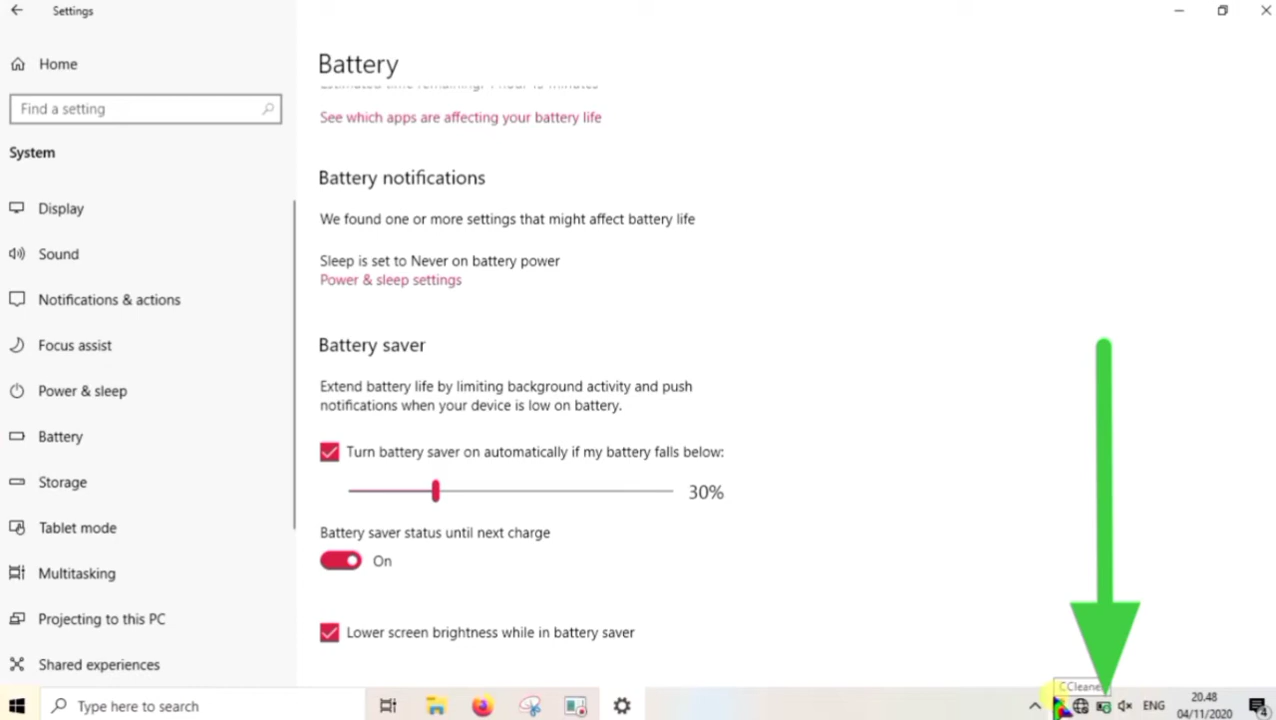 Settings
Home
Find a setting
System
Display
Sound
Notifications & actions
Focus assist
Power & sleep
Battery
Storage
Tablet mode
Multitasking
Projecting to this PC
Shared experiences
Battery
See which apps are affecting your battery life
Battery notifications
We found one or more settings that might affect battery life
Sleep is set to Never on battery power
Power & sleep settings
Battery saver
Extend battery life by limiting background activity and push
notifications when your device is low on battery.
Turn battery saver on automatically if my battery falls below:
30%
Battery saver status until next charge
On
Lower screen brightness while in battery saver
CCleaner
Type here to search
ENG
20.48
04/11/2020
4